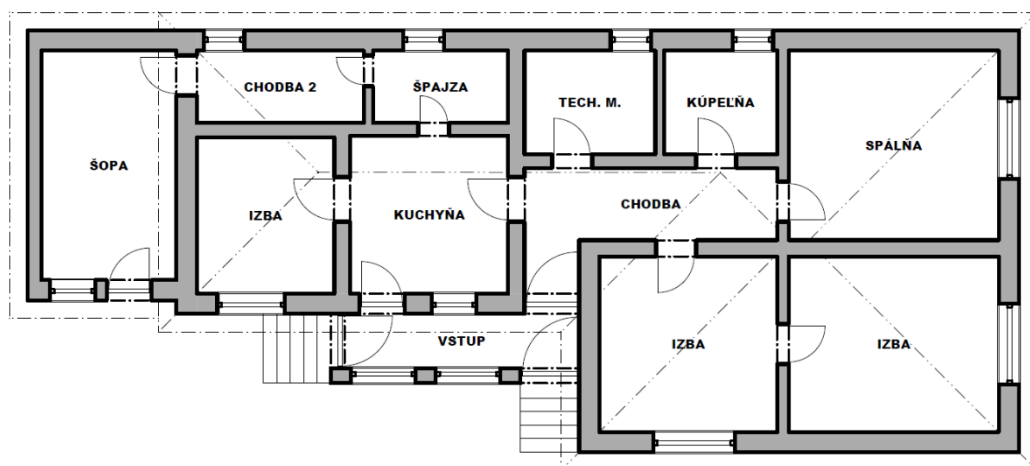 CHODBA 2
ŠPAJZA
TECH. M.
KÚPEĽŇA
SPÁLŇA
ŠOPA
IZBA
KUCHYŇA
CHODBA
VSTUP
IZBA
IZBA